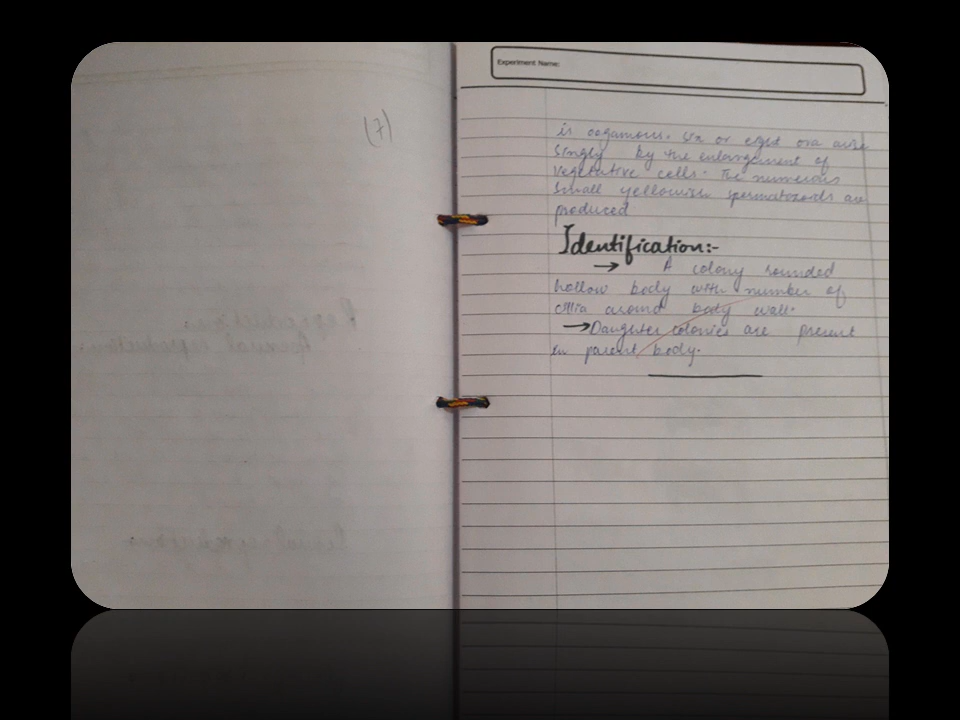 (7)
Experiment Name:
is oogamous. Six or eight ova arise
singly by the enlargement of
vegetative cells. The numerous
small yellowish spermatozoids are
produced
Identification:-
→ A colony rounded
hollow body with number of
cilia around body wall.
→ Daughter colonies are present
in parent body.